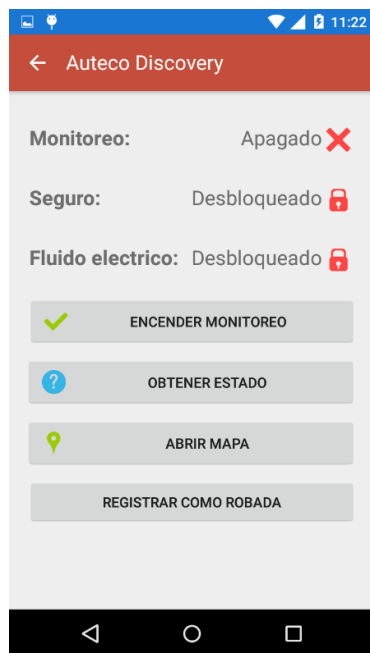 11:22
Auteco Discovery
Monitoreo: Apagado
Seguro: Desbloqueado
Fluido electrico: Desbloqueado
ENCENDER MONITOREO
? OBTENER ESTADO
ABRIR MAPA
REGISTRAR COMO ROBADA